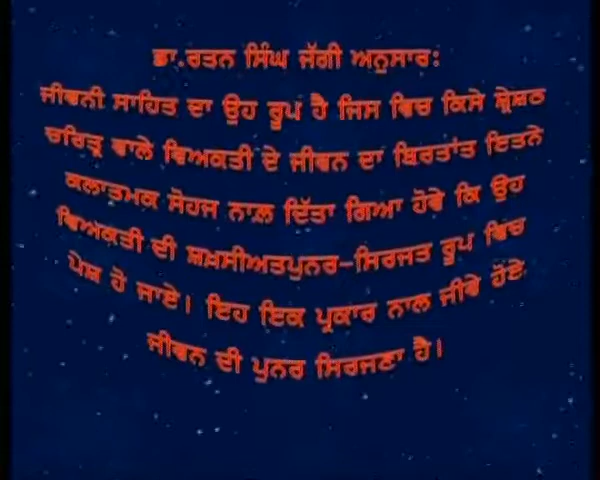 ਡਾ.ਰਤਨ ਸਿੰਘ ਜੱਗੀ ਅਨੁਸਾਰ:
ਜੀਵਨੀ ਸਾਹਿਤ ਦਾ ਉਹ ਰੂਪ ਹੈ ਜਿਸ ਵਿਚ ਕਿਸੇ ਸ਼੍ਰੇਸ਼ਠ
ਚਰਿਤ੍ਰ ਵਾਲੇ ਵਿਅਕਤੀ ਦੇ ਜੀਵਨ ਦਾ ਬਿਰਤਾਂਤ ਇਤਨੇ
ਕਲਾਤਮਕ ਸੋਹਜ ਨਾਲ ਦਿੱਤਾ ਗਿਆ ਹੋਵੇ ਕਿ ਉਹ
ਵਿਅਕਤੀ ਦੀ ਸ਼ਖ਼ਸੀਅਤਪੁਨਰ-ਸਿਰਜਤ ਰੂਪ ਵਿਚ
ਪੇਸ਼ ਹੋ ਜਾਏ। ਇਹ ਇਕ ਪ੍ਰਕਾਰ ਨਾਲ ਜੀਵੇ ਹੋਏ
ਜੀਵਨ ਦੀ ਪੁਨਰ ਸਿਰਜਣਾ ਹੈ।